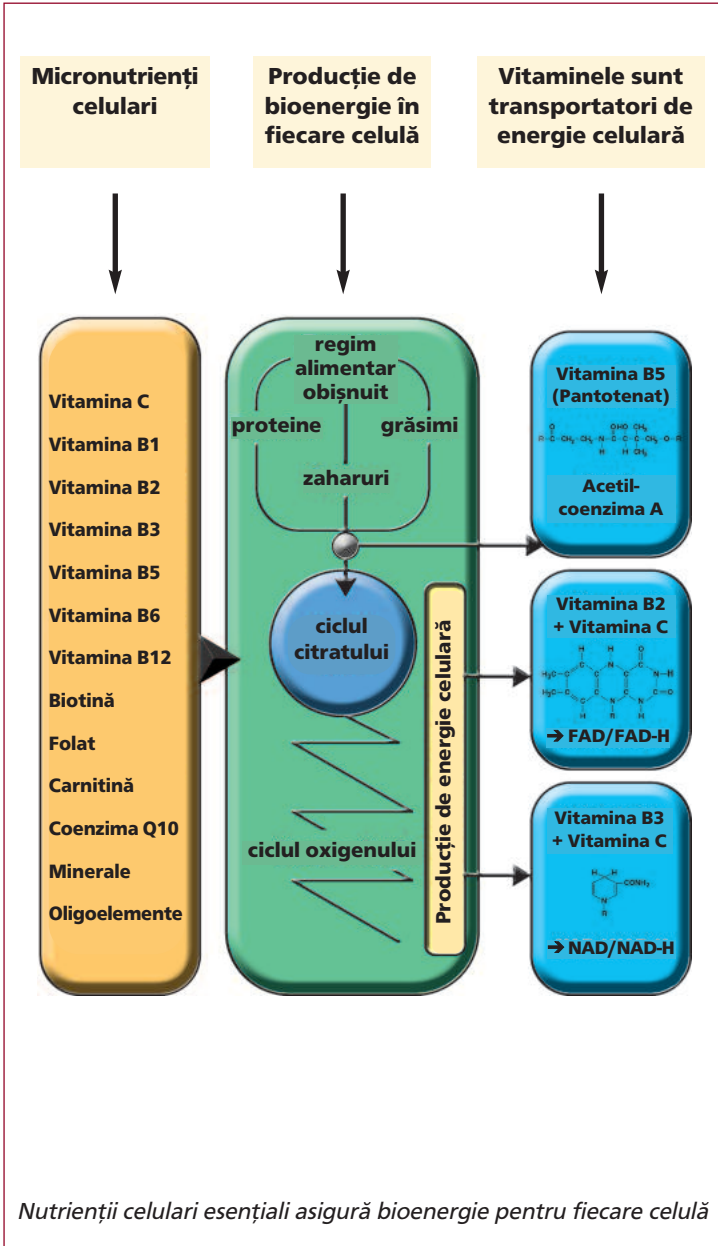 Micronutrienți
celulari
Producție de
bioenergie în
fiecare celulă
Vitaminele sunt
transportatori de
energie celulară
Vitamina C
Vitamina B1
Vitamina B2
Vitamina B3
Vitamina B5
Vitamina B6
Vitamina B12
Biotină
Folat
Carnitină
Coenzima Q10
Minerale
Oligoelemente
regim
alimentar
obișnuit
proteine
grăsimi
zaharuri
ciclul
citratului
ciclul oxigenului
Producție de energie celulară
Vitamina B5
(Pantotenat)
Acetil-
coenzima A
Vitamina B2
+ Vitamina C
➔ FAD/FAD-H
Vitamina B3
+ Vitamina C
➔ NAD/NAD-H
Nutrienții celulari esențiali asigură bioenergie pentru fiecare celulă